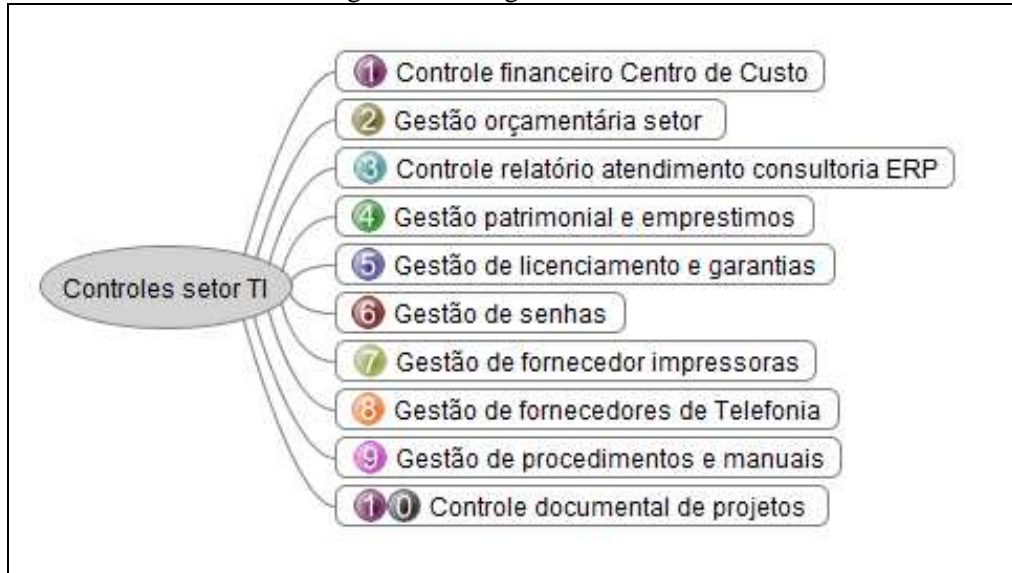 1 Controle financeiro Centro de Custo
2 Gestão orçamentária setor
3 Controle relatório atendimento consultoria ERP
4 Gestão patrimonial e emprestimos
Controles setor TI
5 Gestão de licenciamento e garantias
6 Gestão de senhas
7 Gestão de fornecedor impressoras
8 Gestão de fornecedores de Telefonia
9 Gestão de procedimentos e manuais
10 Controle documental de projetos